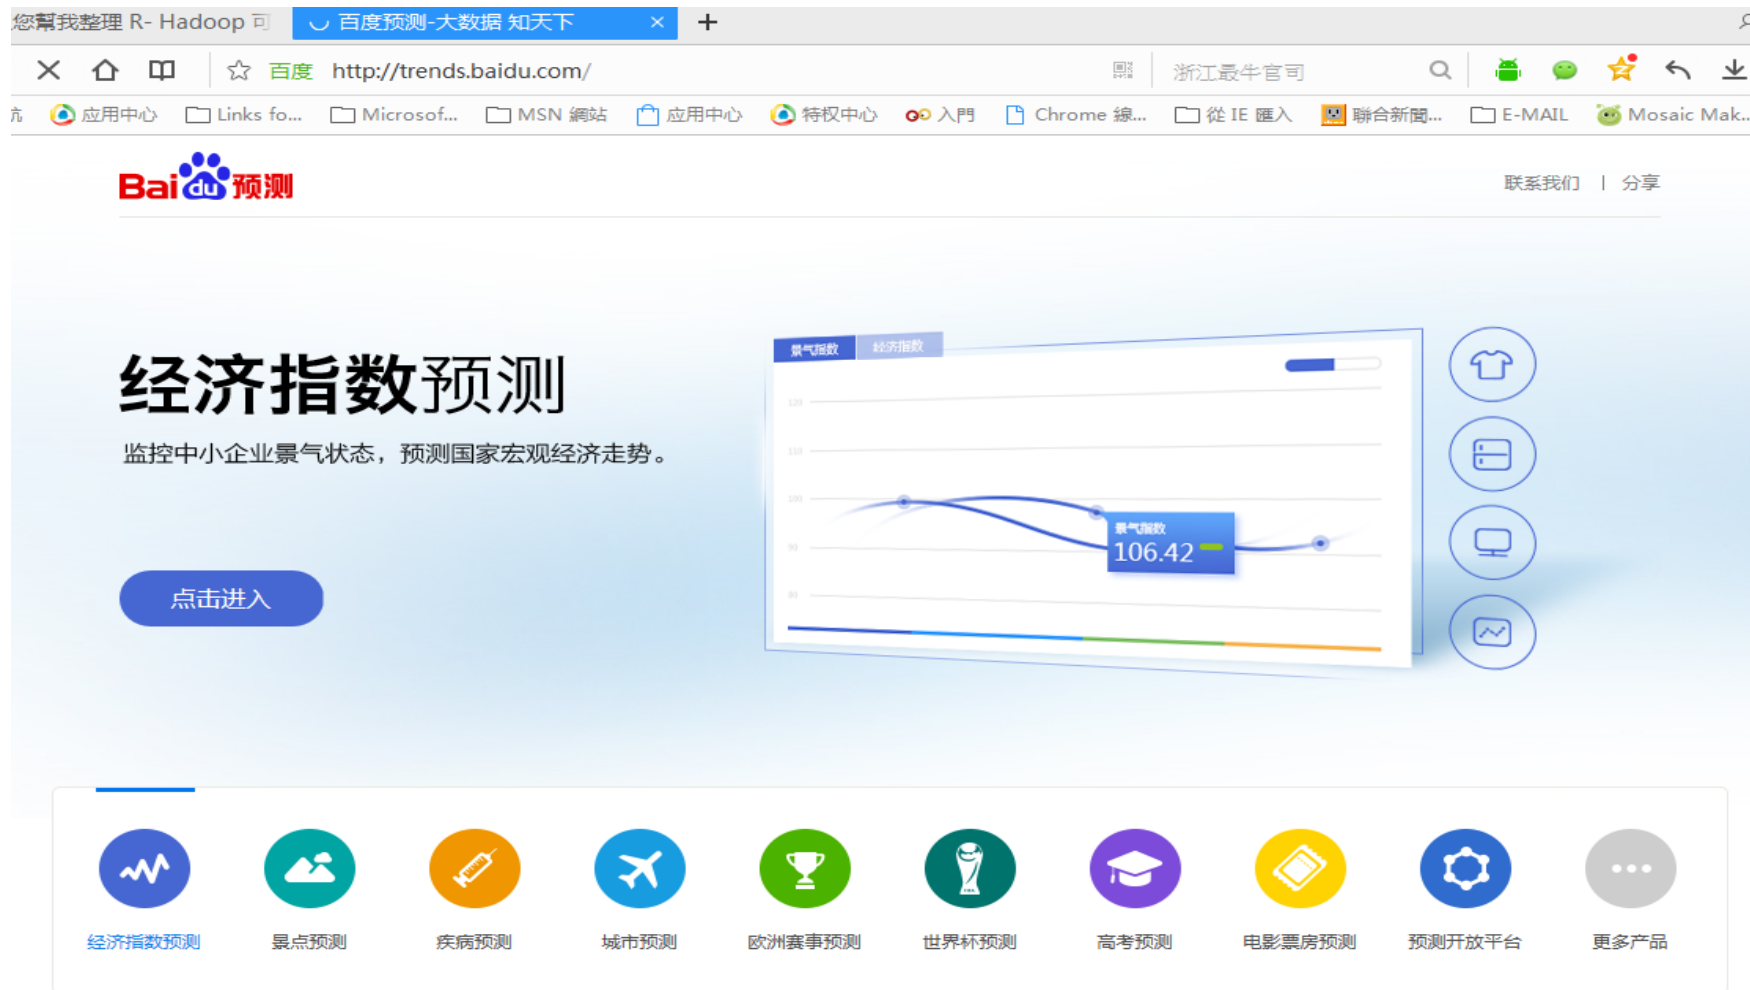 您幫我整理 R- Hadoop 可
百度预测-大数据 知天下
百度 http://trends.baidu.com/
浙江最牛官司
应用中心 Links fo... Microsof... MSN 網站 应用中心 特权中心 入門 Chrome 線... 從 IE 匯入 聯合新聞... E-MAIL Mosaic Mak...
Baidu预测
联系我们 | 分享
经济指数预测
监控中小企业景气状态，预测国家宏观经济走势。
点击进入
景气指数 经济指数
120
110
100
90
80
景气指数
106.42
经济指数预测 景点预测 疾病预测 城市预测 欧洲赛事预测 世界杯预测 高考预测 电影票房预测 预测开放平台 更多产品